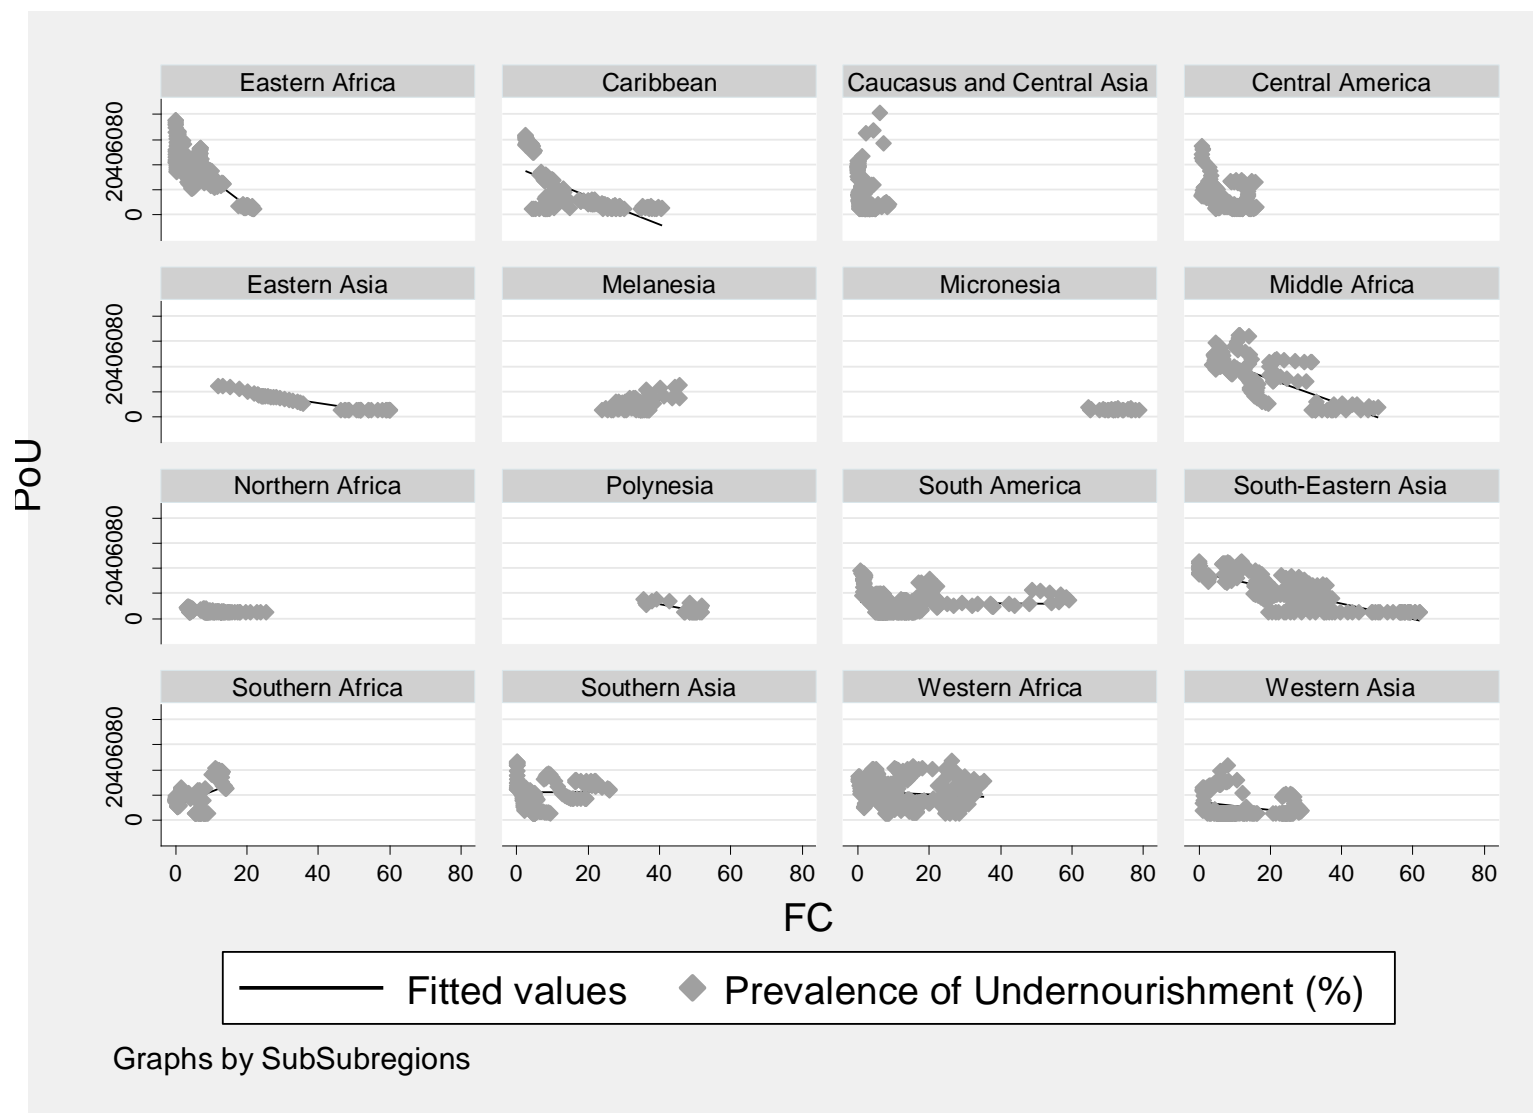 Eastern Africa
Caribbean
Caucasus and Central Asia
Central America
0 20406080
Eastern Asia
Melanesia
Micronesia
Middle Africa
0 20406080
PoU
Northern Africa
Polynesia
South America
South-Eastern Asia
0 20406080
Southern Africa
Southern Asia
Western Africa
Western Asia
0 20406080
0 20 40 60 80 0 20 40 60 80 0 20 40 60 80 0 20 40 60 80
FC
Fitted values Prevalence of Undernourishment (%)
Graphs by SubSubregions